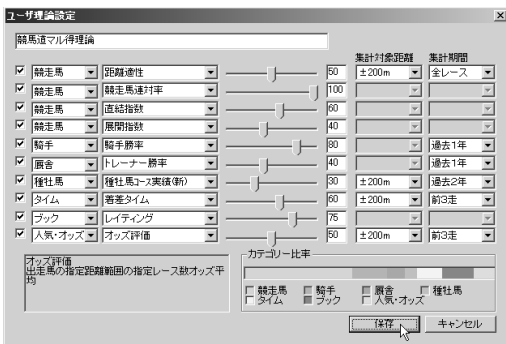 ユーザ理論設定
競馬道マル得理論
集計対象距離 集計期間
競走馬 距離適性 50 ±200m 全レース
競走馬 競走馬連対率 100
競走馬 直結指数 60
競走馬 展開指数 40
騎手 騎手勝率 80 過去1年
厩舎 トレーナー勝率 40 過去1年
種牡馬 種牡馬コース実績(新) 30 ±200m 過去2年
タイム 着差タイム 60 ±200m 前3走
ブック レイティング 75
人気・オッズ オッズ評価 50 ±200m 前3走
オッズ評価
出走馬の指定距離範囲の指定レース数オッズ平
均
カテゴリー比率
競走馬 騎手 厩舎 種牡馬
タイム ブック 人気・オッズ
保存 キャンセル